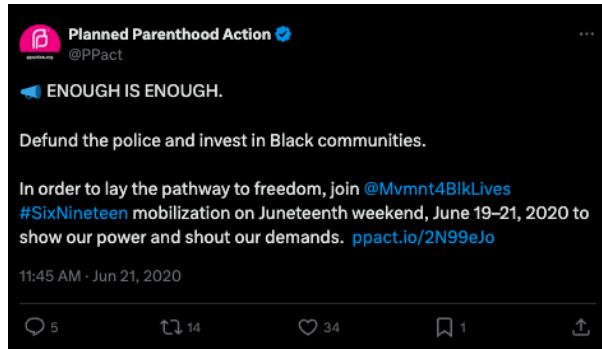 Planned Parenthood Action
@PPact
ENOUGH IS ENOUGH.
Defund the police and invest in Black communities.
In order to lay the pathway to freedom, join @Mvmnt4BlkLives
#SixNineteen mobilization on Juneteenth weekend, June 19–21, 2020 to
show our power and shout our demands. ppact.io/2N99eJo
11:45 AM · Jun 21, 2020
5 14 34 1